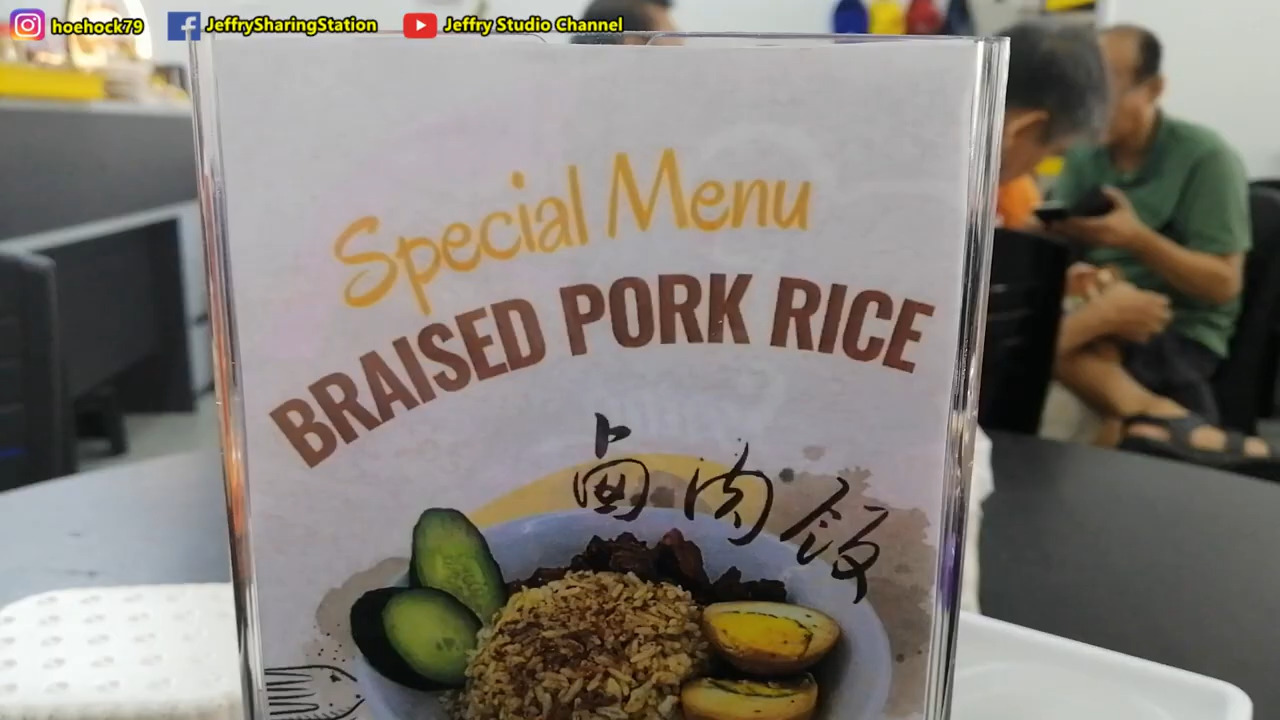 hoehock79 JeffrySharingStation Jeffry Studio Channel
Special Menu
BRAISED PORK RICE
卤肉饭